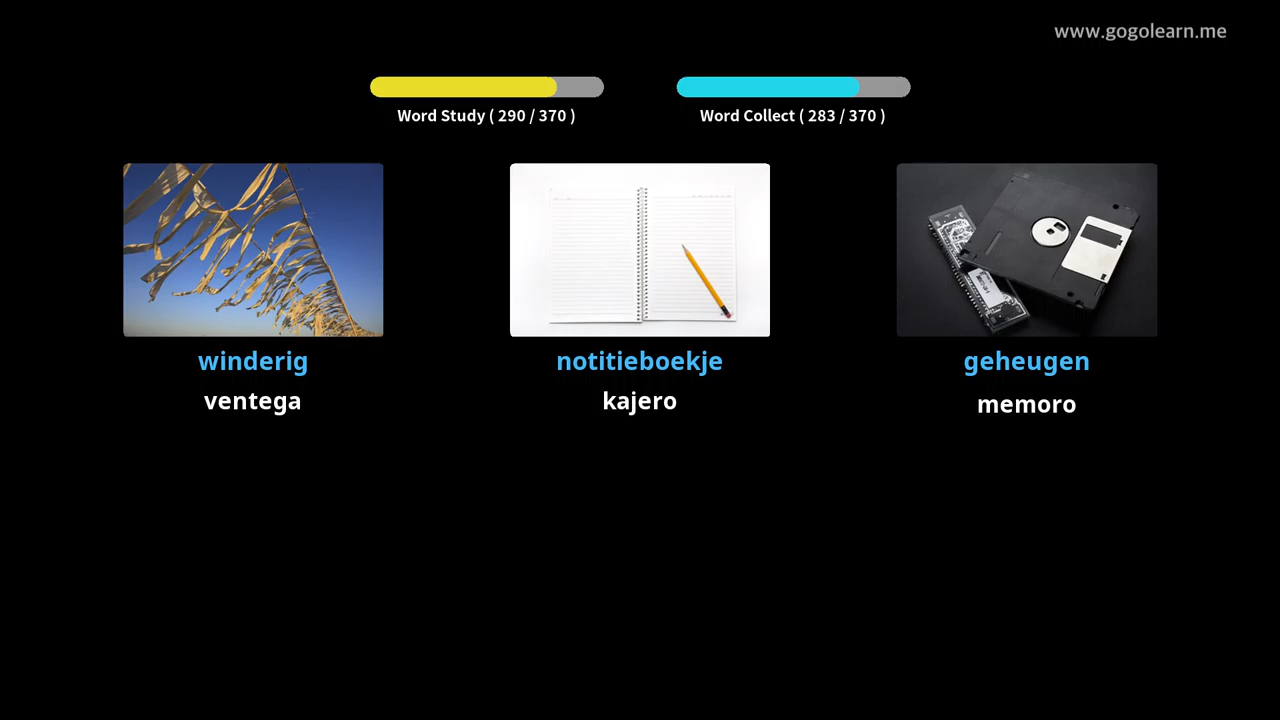 www.gogolearn.me
Word Study ( 290 / 370 )
Word Collect ( 283 / 370 )
winderig
notitieboekje
geheugen
ventega
kajero
memoro